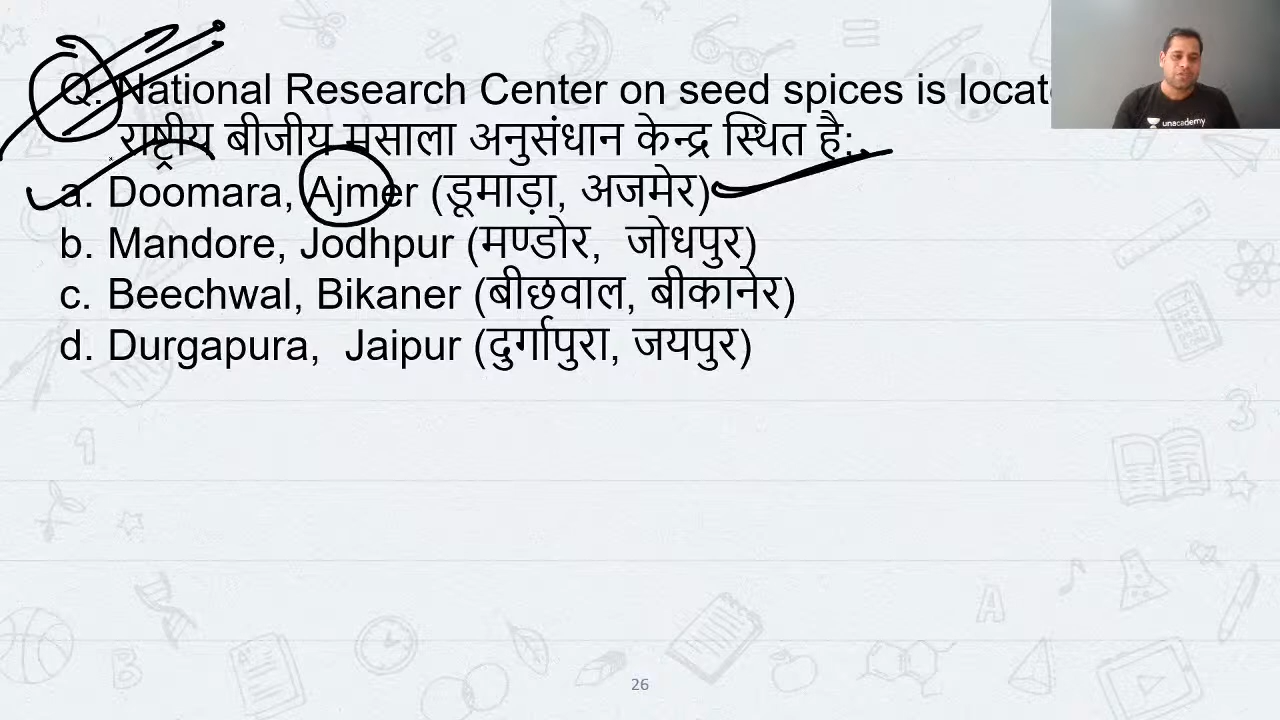 Q. National Research Center on seed spices is
unacademy
राष्ट्रीय बीजीय मसाला अनुसंधान केन्द्र स्थित है:
a. Doomara, Ajmer (डूमाड़ा, अजमेर)
b. Mandore, Jodhpur (मण्डोर, जोधपुर)
c. Beechwal, Bikaner (बीछवाल, बीकानेर)
d. Durgapura, Jaipur (दुर्गापुरा, जयपुर)
26